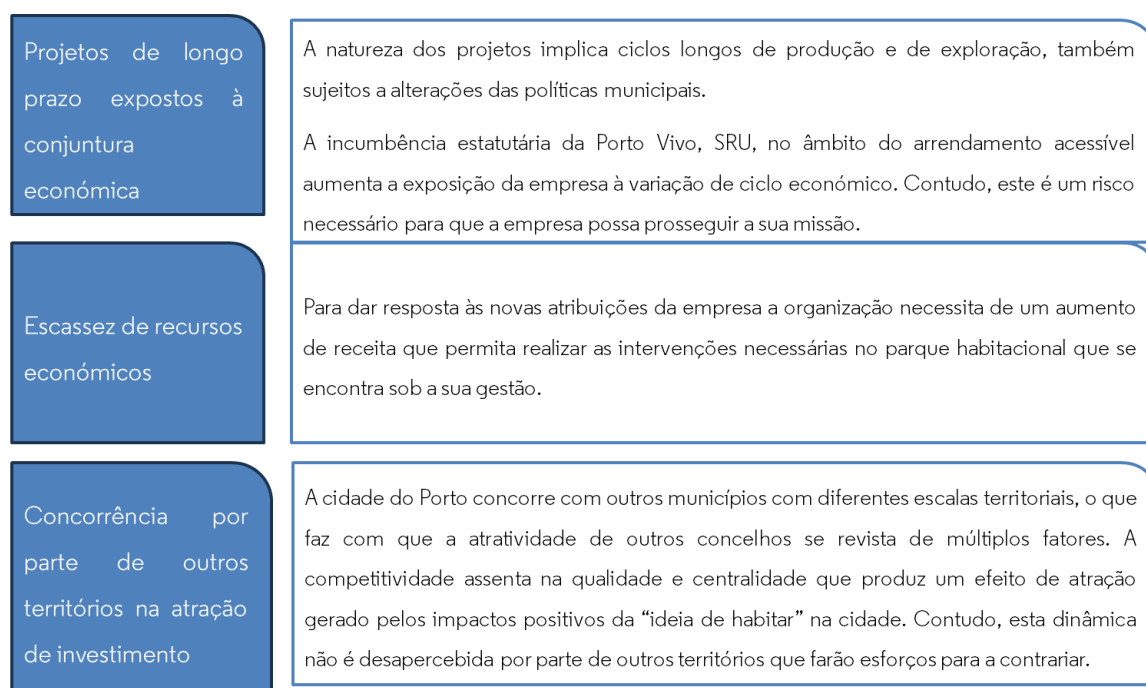 Projetos de longo
prazo expostos à
conjuntura
económica
A natureza dos projetos implica ciclos longos de produção e de exploração, também
sujeitos a alterações das políticas municipais.
A incumbência estatutária da Porto Vivo, SRU, no âmbito do arrendamento acessível
aumenta a exposição da empresa à variação de ciclo económico. Contudo, este é um risco
necessário para que a empresa possa prosseguir a sua missão.
Escassez de recursos
económicos
Para dar resposta às novas atribuições da empresa a organização necessita de um aumento
de receita que permita realizar as intervenções necessárias no parque habitacional que se
encontra sob a sua gestão.
Concorrência por
parte de outros
territórios na atração
de investimento
A cidade do Porto concorre com outros municípios com diferentes escalas territoriais, o que
faz com que a atratividade de outros concelhos se revista de múltiplos fatores. A
competitividade assenta na qualidade e centralidade que produz um efeito de atração
gerado pelos impactos positivos da “ideia de habitar” na cidade. Contudo, esta dinâmica
não é desapercebida por parte de outros territórios que farão esforços para a contrariar.